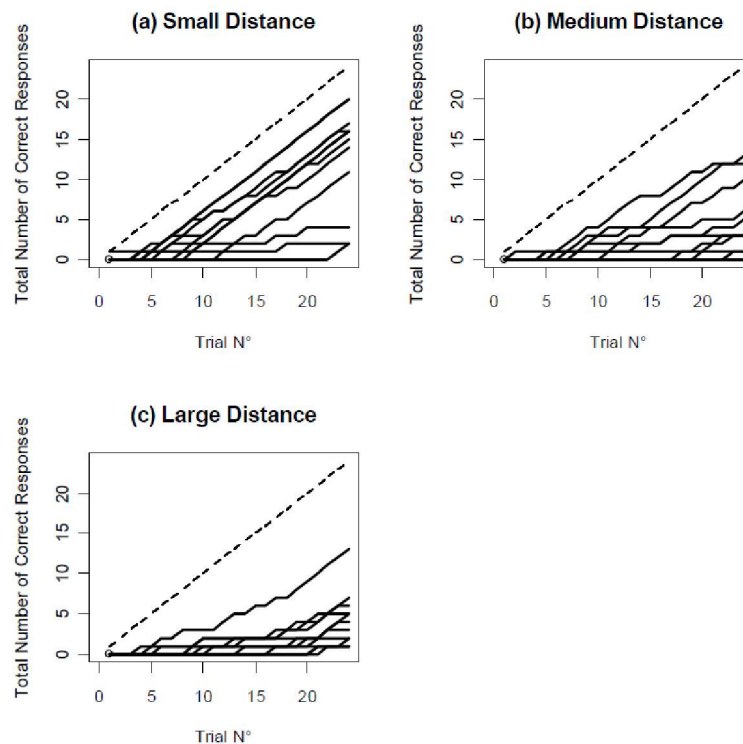 (a) Small Distance
Total Number of Correct Responses
20
15
10
5
0
0 5 10 15 20
Trial N°
(b) Medium Distance
Total Number of Correct Responses
20
15
10
5
0
0 5 10 15 20
Trial N°
(c) Large Distance
Total Number of Correct Responses
20
15
10
5
0
0 5 10 15 20
Trial N°